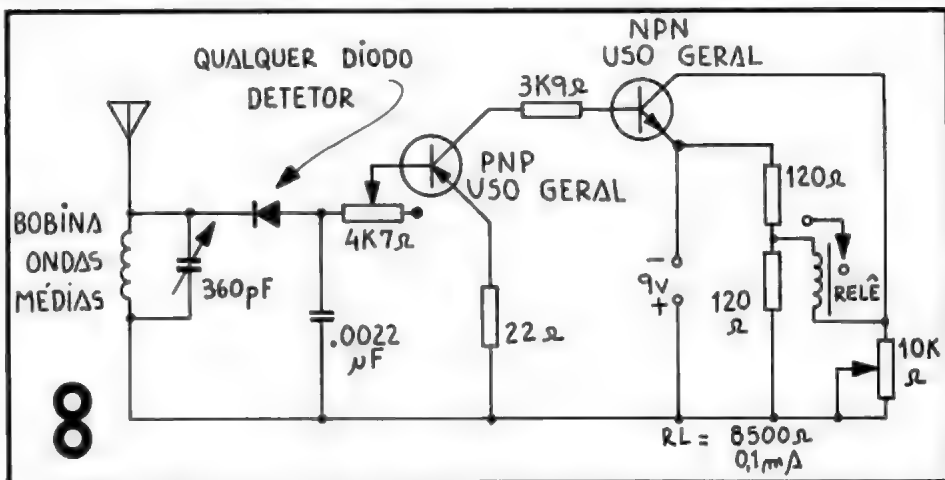 QUALQUER DÍODO
DETETOR
NPN
USO GERAL
3K9Ω
PNP
USO GERAL
120Ω
BOBINA
ONDAS
MÉDIAS
360pF
4K7Ω
.0022
µF
22Ω
-
9v
+
120
Ω
RELÊ
10K
Ω
8
RL = 8500Ω
0,1mA